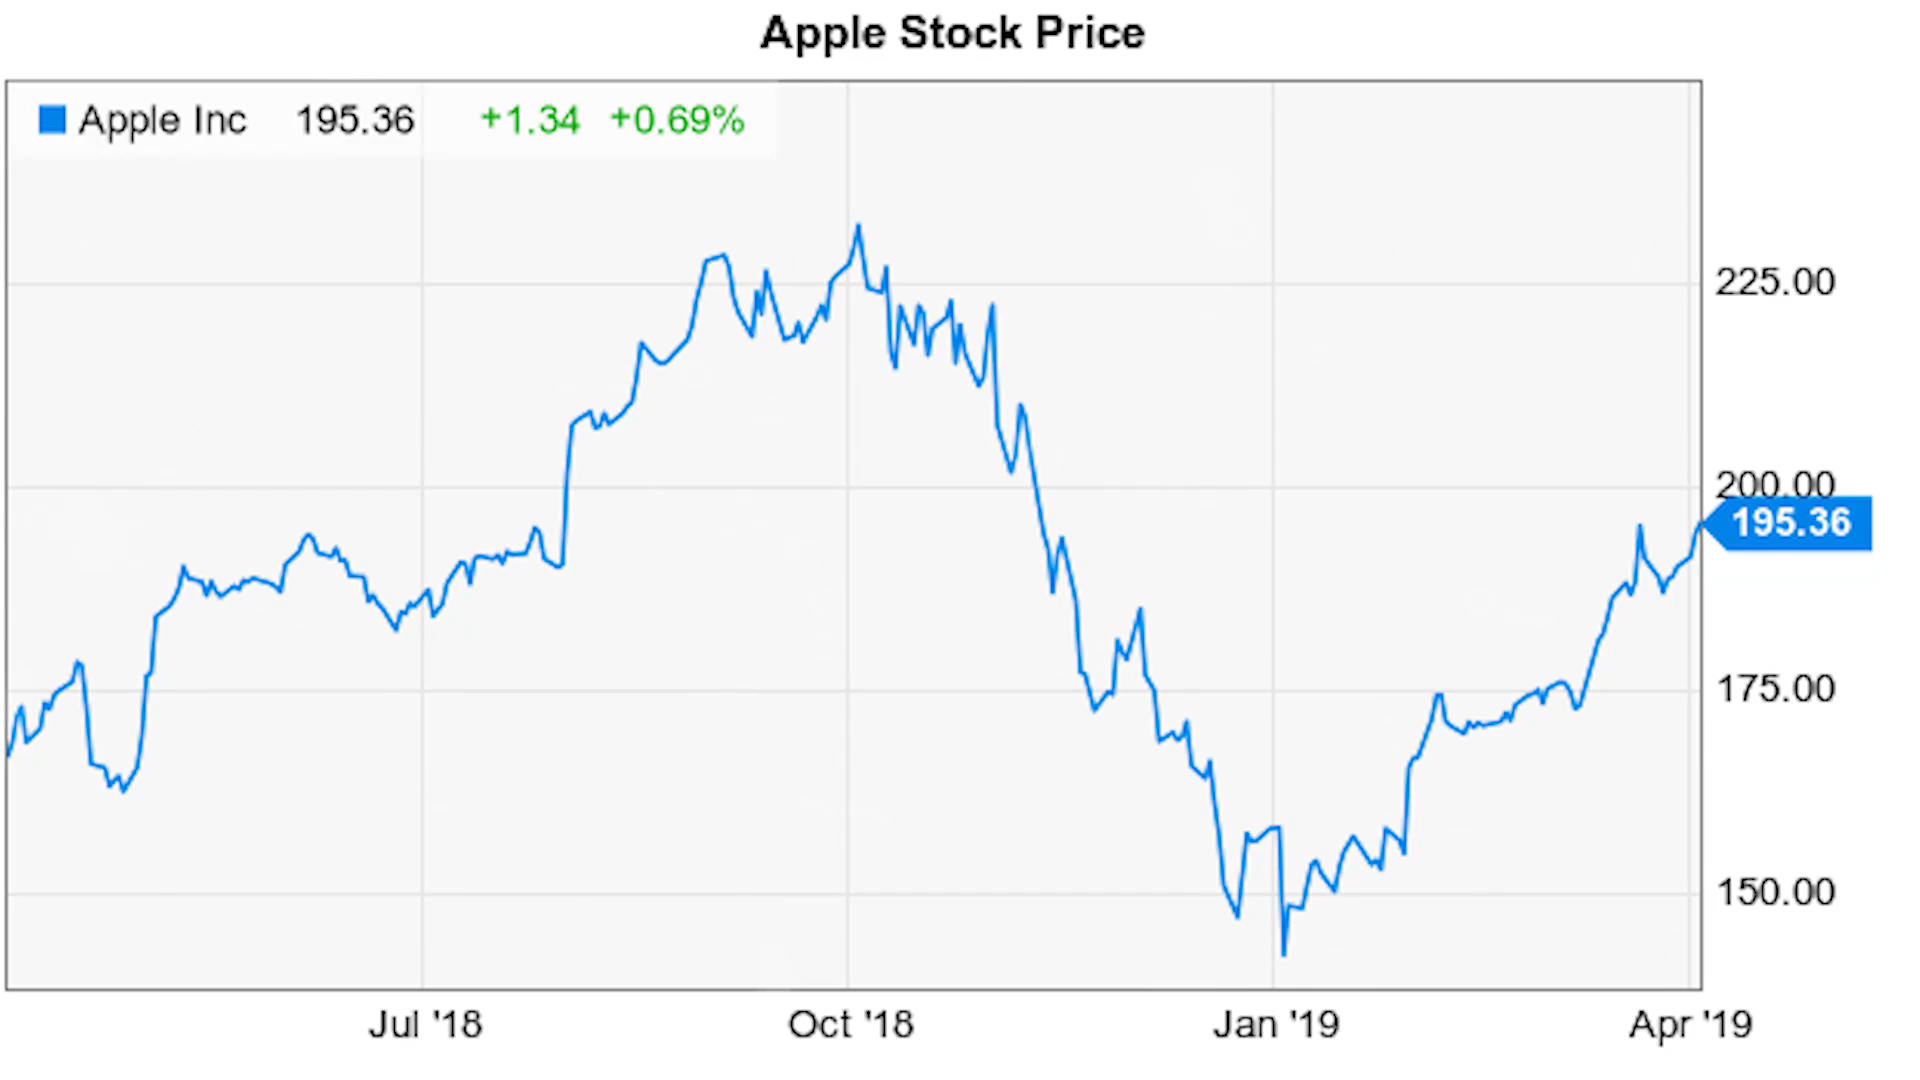 Apple Stock Price
Apple Inc 195.36 +1.34 +0.69%
225.00
200.00
195.36
175.00
150.00
Jul '18 Oct '18 Jan '19 Apr '19